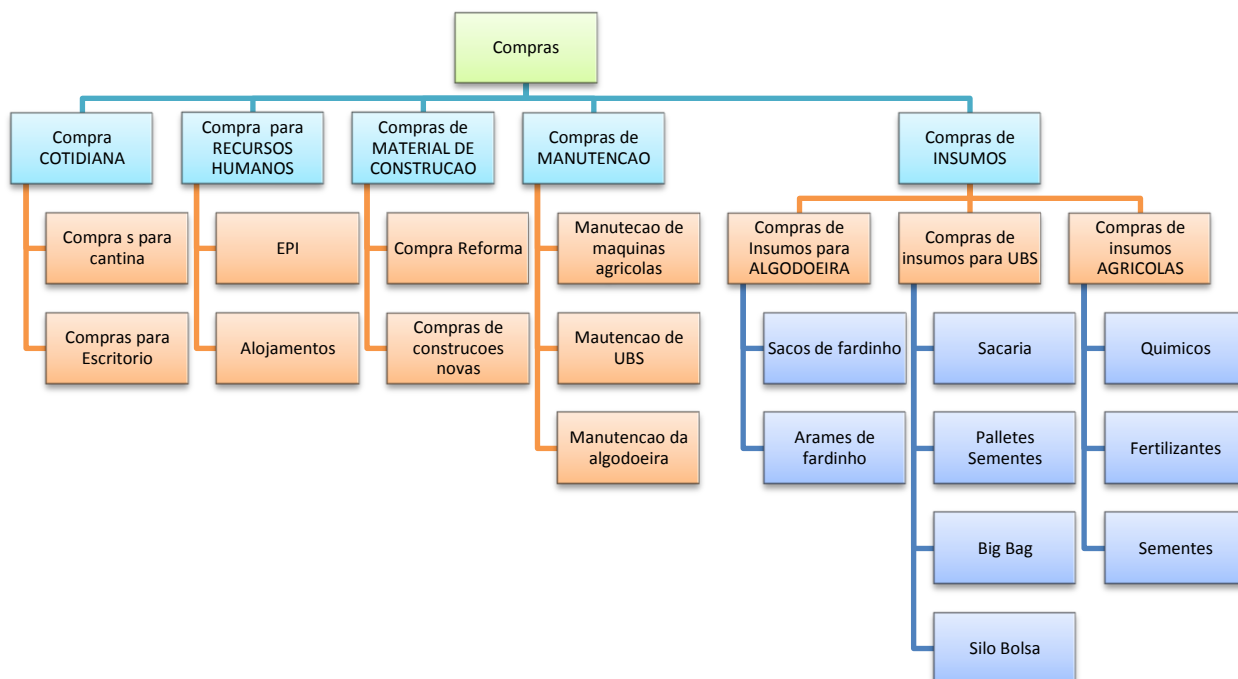 Compras
Compra
COTIDIANA
Compra para
RECURSOS
HUMANOS
Compras de
MATERIAL DE
CONSTRUCAO
Compras de
MANUTENCAO
Compras de
INSUMOS
Compra s para
cantina
Compras para
Escritorio
EPI
Alojamentos
Compra Reforma
Compras de
construcoes
novas
Manutecao de
maquinas
agricolas
Mautencao de
UBS
Manutencao da
algodoeira
Compras de
Insumos para
ALGODOEIRA
Sacos de fardinho
Arames de
fardinho
Compras de
insumos para UBS
Sacaria
Palletes
Sementes
Big Bag
Silo Bolsa
Compras de
insumos
AGRICOLAS
Quimicos
Fertilizantes
Sementes